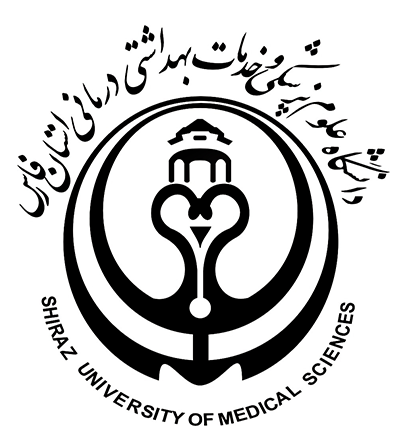 دانشگاه علوم پزشکی و خدمات بهداشتی درمانی استان فارس
SHIRAZ UNIVERSITY OF MEDICAL SCIENCES